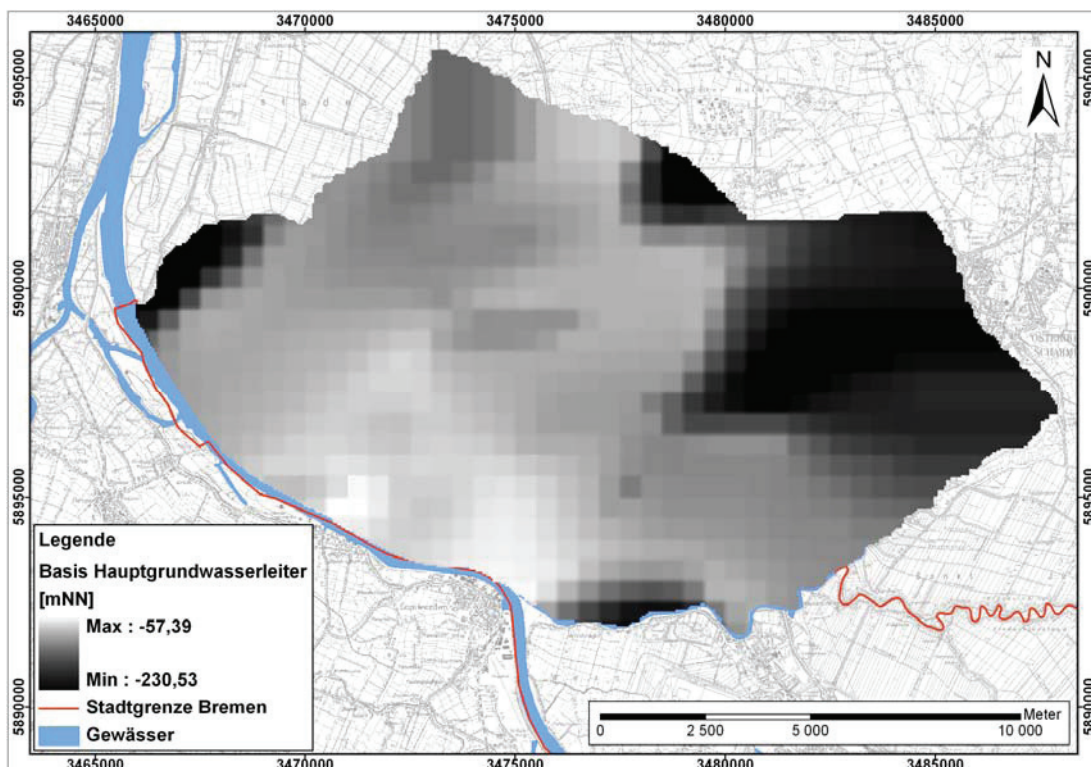 3465000 3470000 3475000 3480000 3485000
5905000 5905000
N
5900000 5900000
5895000 5895000
5890000 5890000
Legende
Basis Hauptgrundwasserleiter
[mNN]
Max : -57,39
Min : -230,53
Stadtgrenze Bremen
Gewässer
Meter
0 2 500 5 000 10 000
3465000 3470000 3475000 3480000 3485000